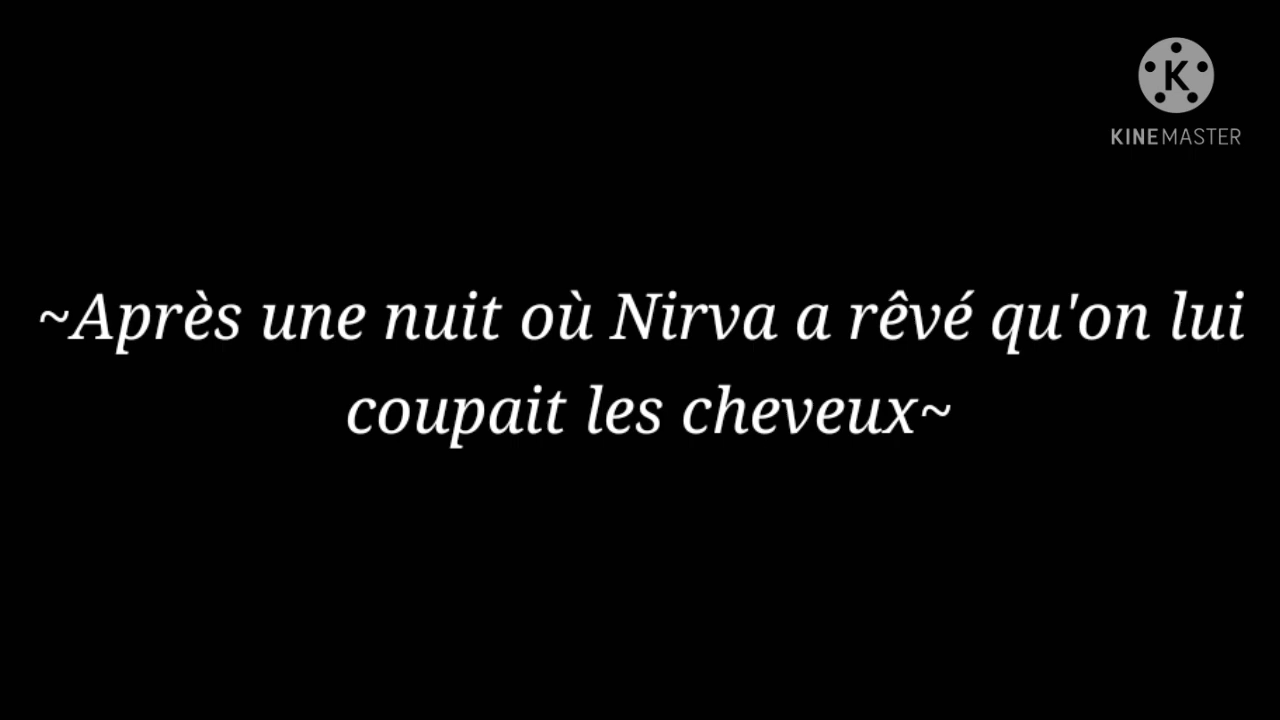 K
KINEMASTER
~Après une nuit où Nirva a rêvé qu'on lui
coupait les cheveux~